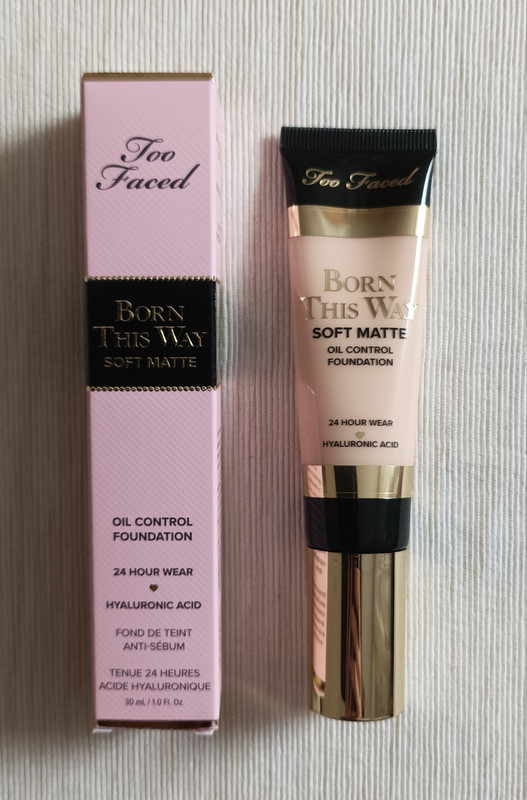 Too
Faced
BORN
THIS WAY
SOFT MATTE
OIL CONTROL
FOUNDATION
24 HOUR WEAR
HYALURONIC ACID
FOND DE TEINT
ANTI-SÉBUM
TENUE 24 HEURES
ACIDE HYALURONIQUE
30 mL / 1.0 Fl. Oz.
Too Faced
BORN
THIS WAY
SOFT MATTE
OIL CONTROL
FOUNDATION
24 HOUR WEAR
HYALURONIC ACID